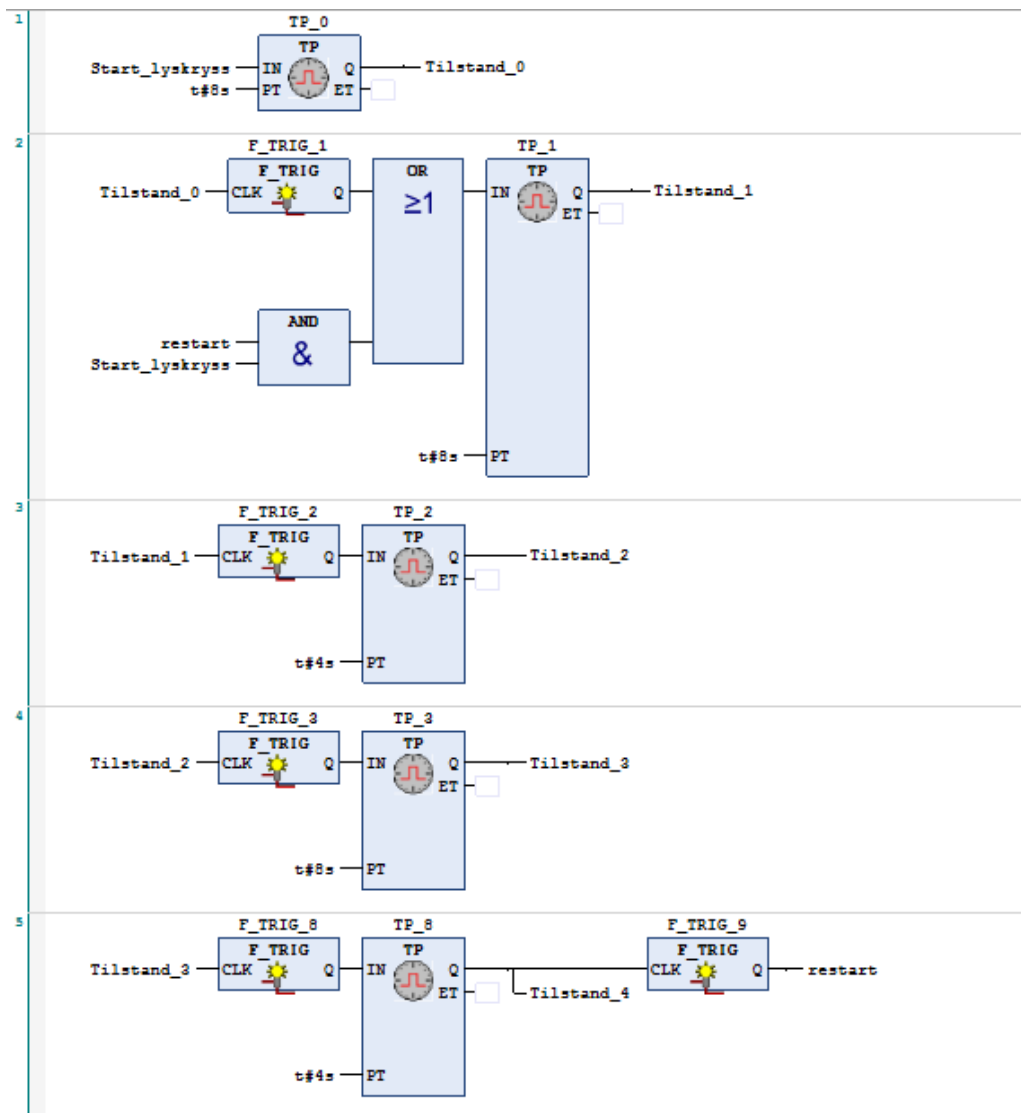 1
TP_0
TP
Start_lyskryss IN Q Tilstand_0
t#8s PT ET
2
F_TRIG_1 TP_1
F_TRIG OR TP
Tilstand_0 CLK Q ≥1 IN Q Tilstand_1
ET
AND
restart &
Start_lyskryss
t#8s PT
3
F_TRIG_2 TP_2
F_TRIG TP
Tilstand_1 CLK Q IN Q Tilstand_2
ET
t#4s PT
4
F_TRIG_3 TP_3
F_TRIG TP
Tilstand_2 CLK Q IN Q Tilstand_3
ET
t#8s PT
5
F_TRIG_8 TP_8 F_TRIG_9
F_TRIG TP F_TRIG
Tilstand_3 CLK Q IN Q CLK Q restart
ET Tilstand_4
t#4s PT